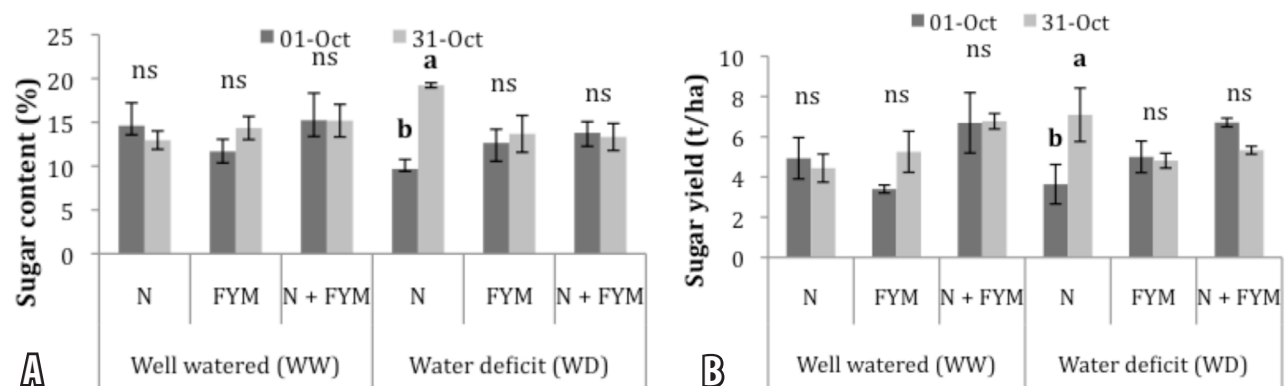 01-Oct 31-Oct
Sugar content (%)
25
20
15
10
5
0
ns
ns
ns
b
a
ns
ns
N FYM N + FYM N FYM N + FYM
Well watered (WW) Water deficit (WD)
A
01-Oct 31-Oct
Sugar yield (t/ha)
10
8
6
4
2
0
ns
ns
ns
b
a
ns
ns
N FYM N + FYM N FYM N + FYM
Well watered (WW) Water deficit (WD)
B